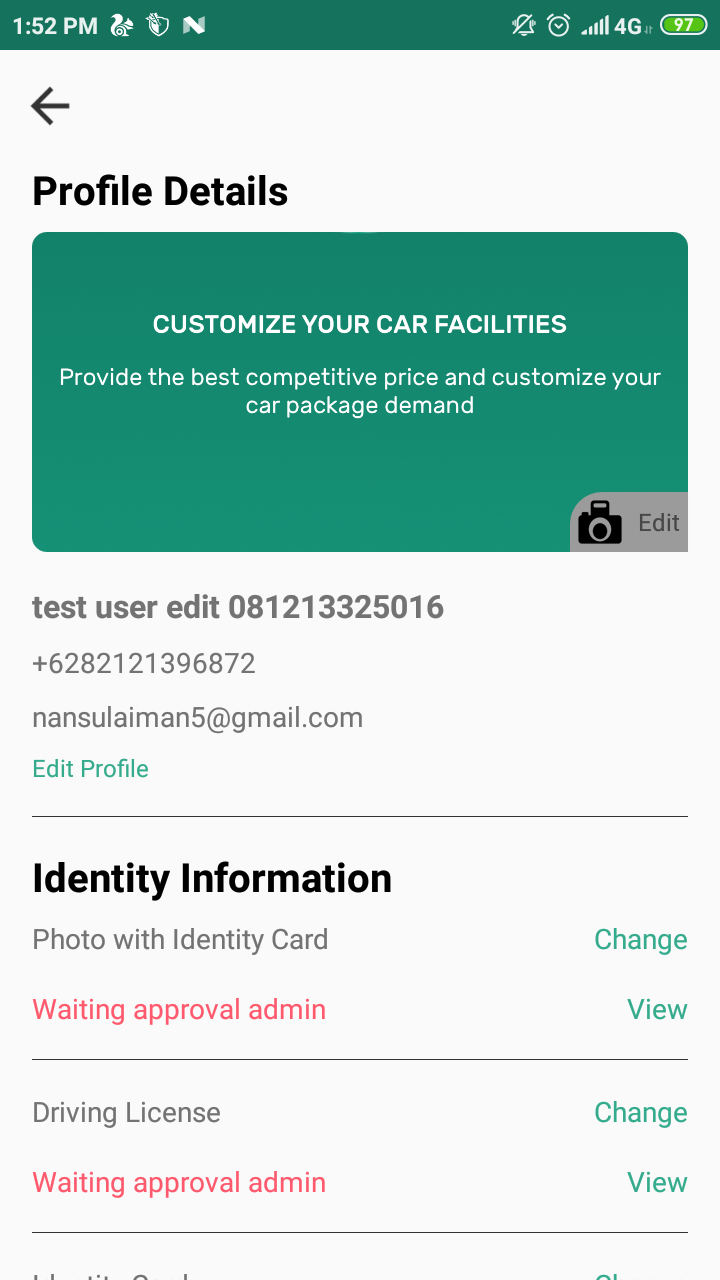 1:52 PM 4G 97
Profile Details
CUSTOMIZE YOUR CAR FACILITIES
Provide the best competitive price and customize your
car package demand
Edit
test user edit 081213325016
+6282121396872
nansulaiman5@gmail.com
Edit Profile
Identity Information
Photo with Identity Card Change
Waiting approval admin View
Driving License Change
Waiting approval admin View